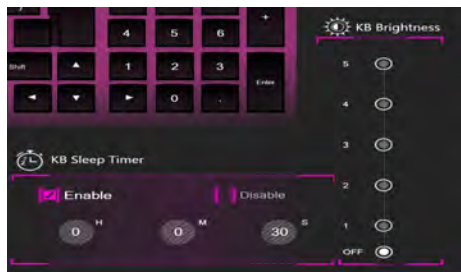 +
KB Brightness
4 5 6
Shift 1 2 3
Enter
0 .
5
4
3
2
1
OFF
KB Sleep Timer
Enable Disable
0 H 0 M 30 S